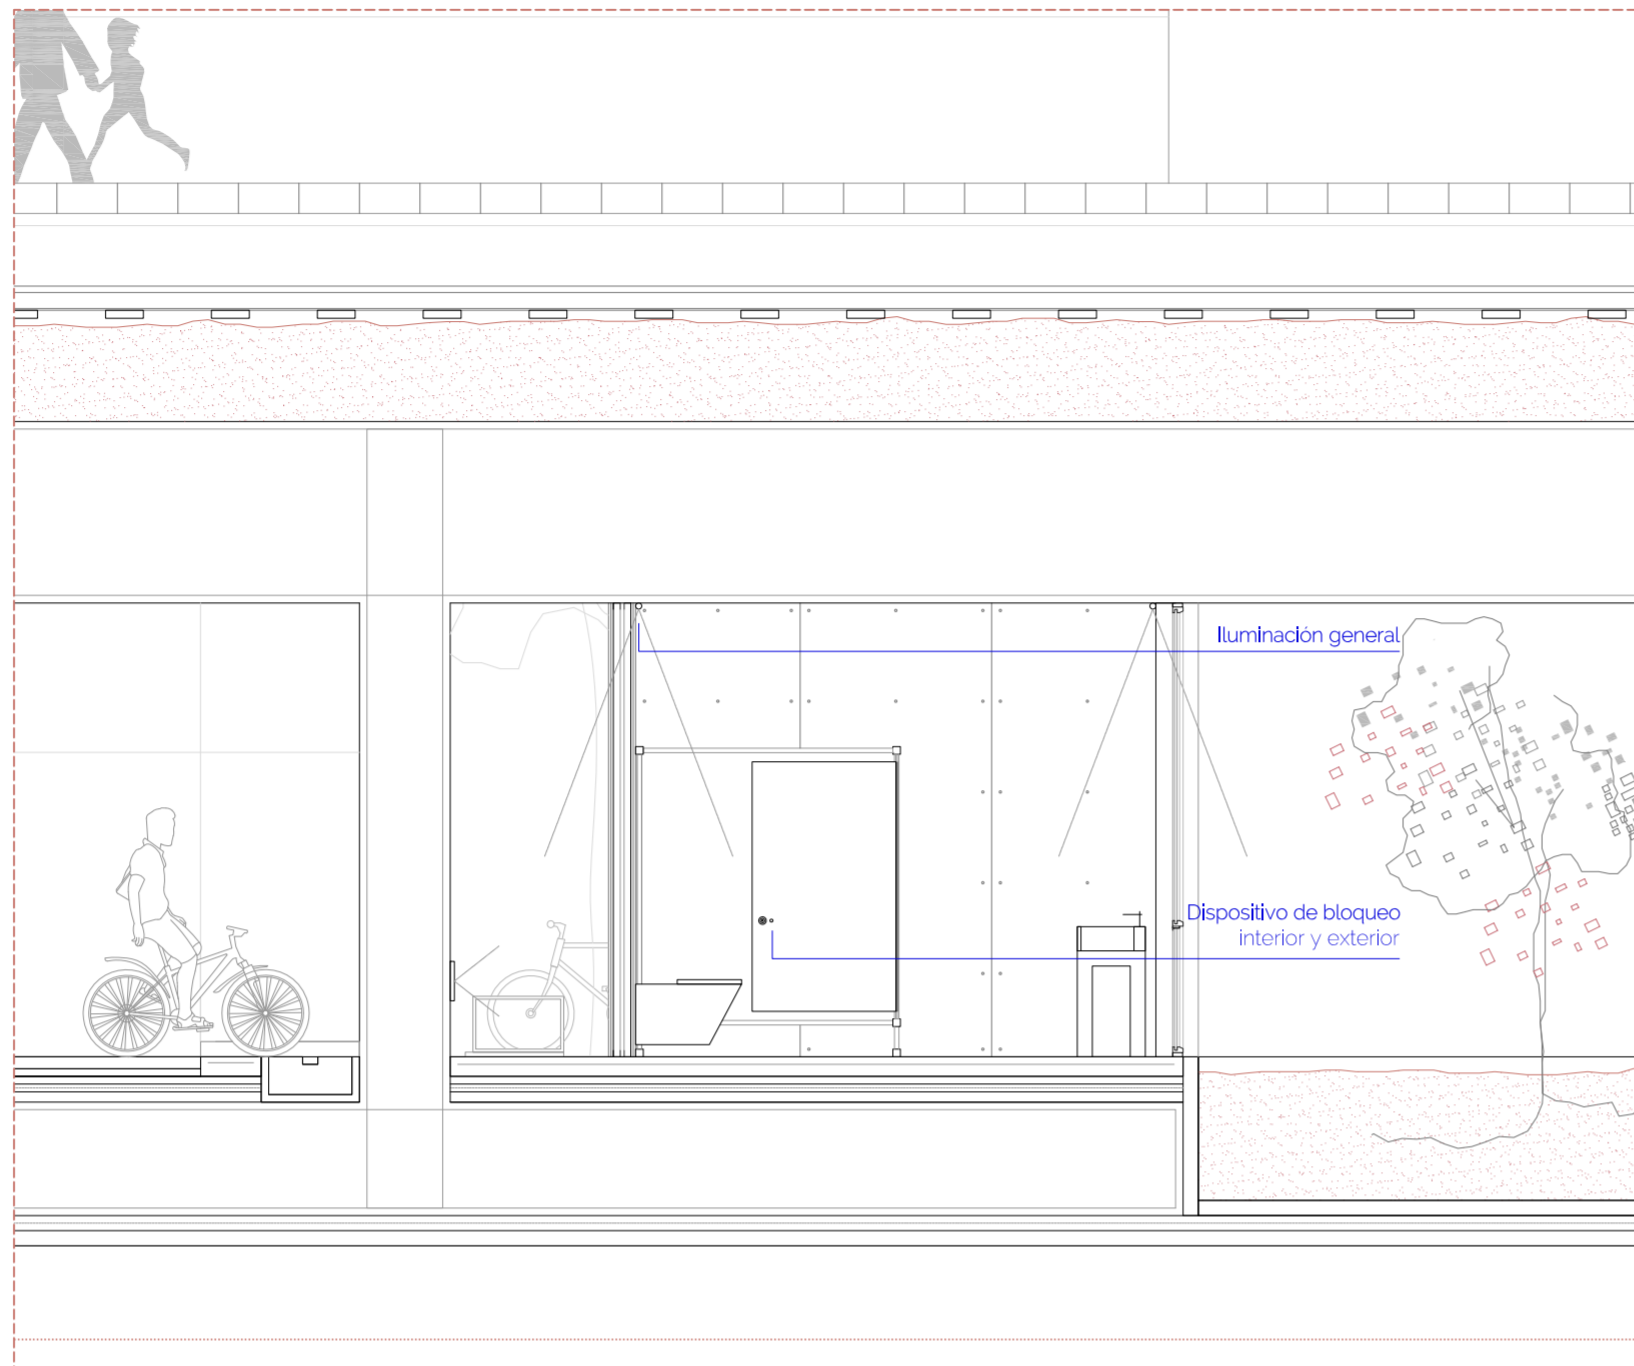 Iluminación general
Dispositivo de bloqueo
interior y exterior